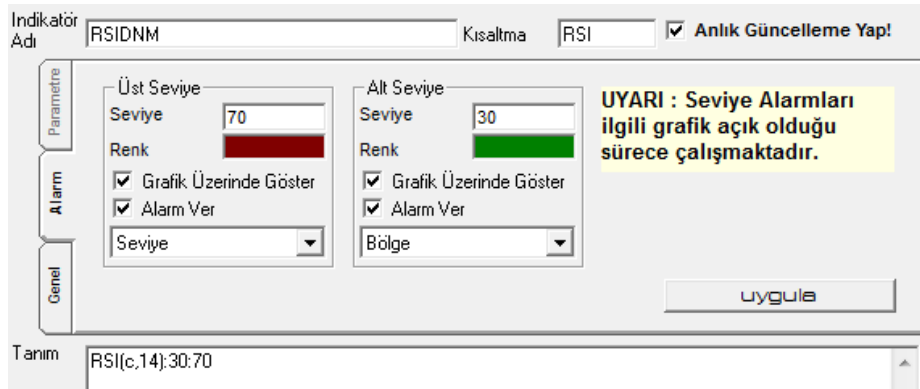 Indikatör Adı RSIDNM Kısaltma RSI Anlık Güncelleme Yap!
Parametre
Alarm
Genel
Üst Seviye
Seviye 70
Renk
Grafik Üzerinde Göster
Alarm Ver
Seviye
Alt Seviye
Seviye 30
Renk
Grafik Üzerinde Göster
Alarm Ver
Bölge
UYARI : Seviye Alarmları
ilgili grafik açık olduğu
sürece çalışmaktadır.
uygula
Tanım RSI(c,14):30:70